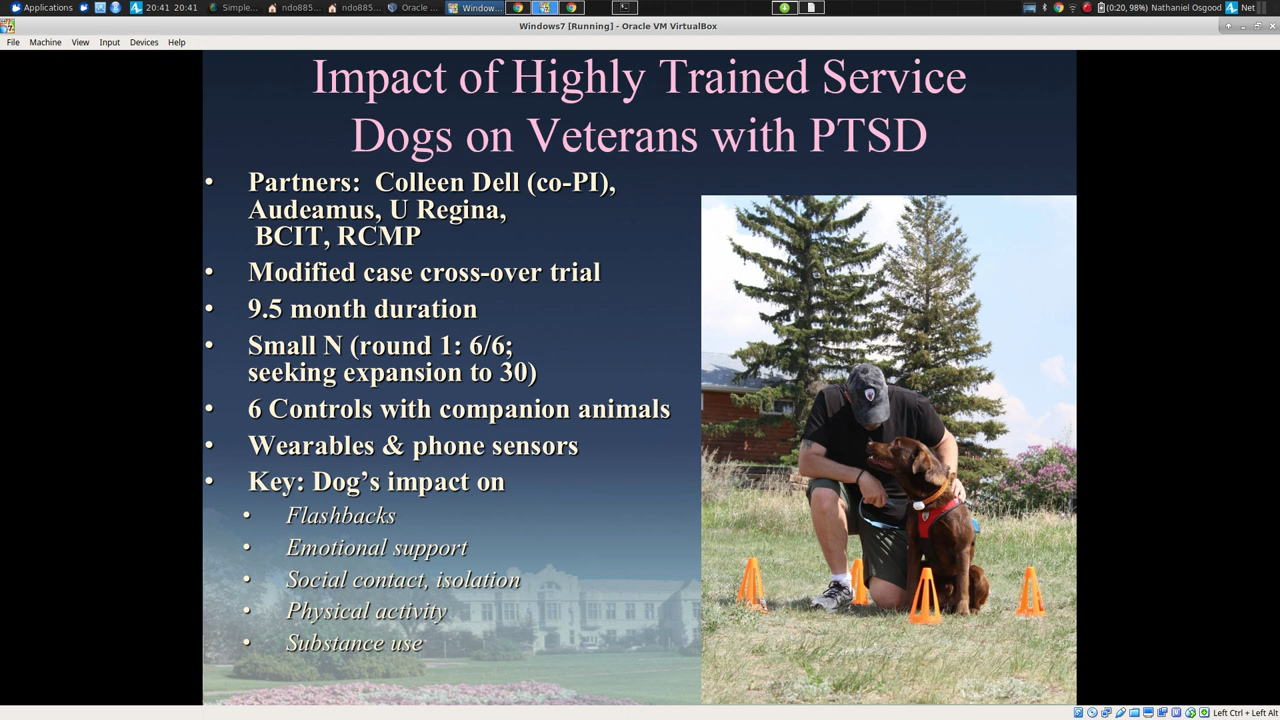 Applications
20:41 20:41
Simple...
ndo885...
ndo885...
Oracle ...
Window...
(0:20, 98%) Nathaniel Osgood
Net
Windows7 [Running] - Oracle VM VirtualBox
File Machine View Input Devices Help
Impact of Highly Trained Service
Dogs on Veterans with PTSD
• Partners: Colleen Dell (co-PI),
Audeamus, U Regina,
BCIT, RCMP
• Modified case cross-over trial
• 9.5 month duration
• Small N (round 1: 6/6;
seeking expansion to 30)
• 6 Controls with companion animals
• Wearables & phone sensors
• Key: Dog’s impact on
• Flashbacks
• Emotional support
• Social contact, isolation
• Physical activity
• Substance use
Left Ctrl + Left Alt